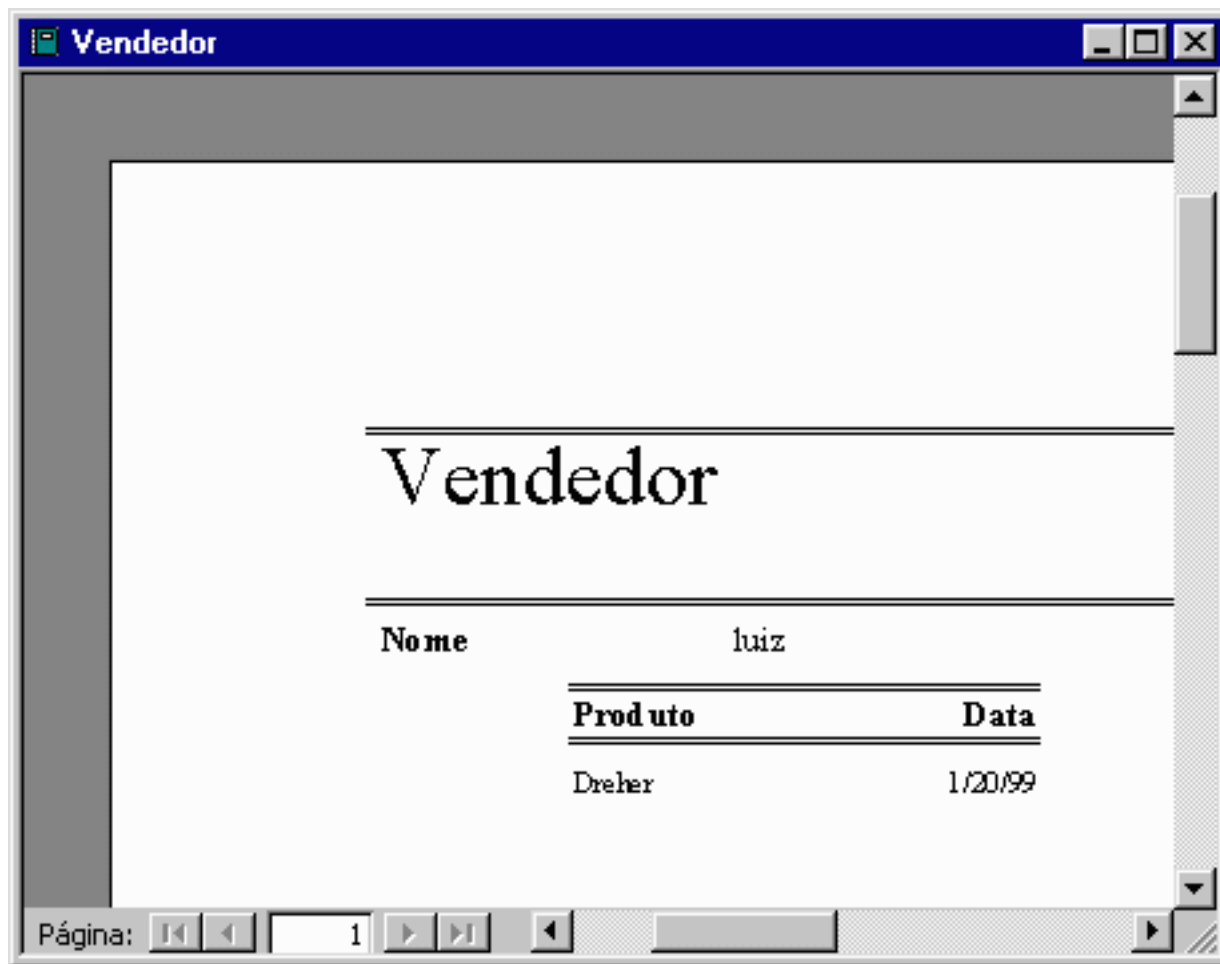 Vendedor
Vendedor
Nome luiz
Produto Data
Dreher 1/20/99
Página: 1